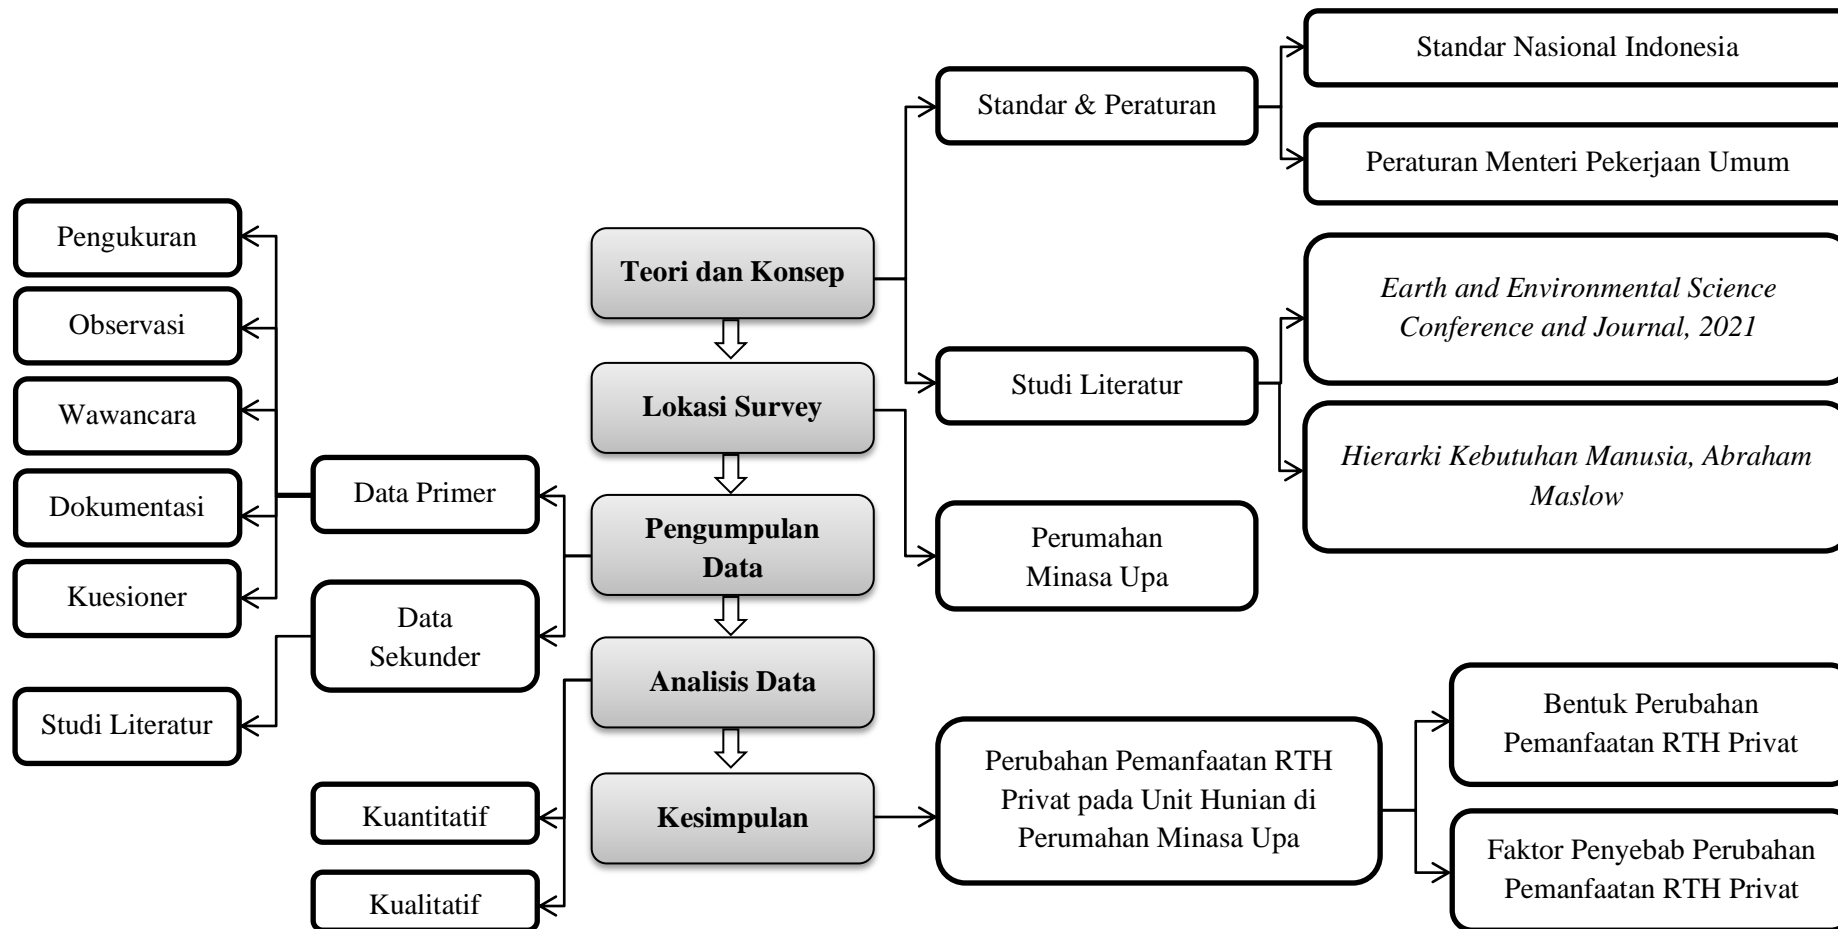 Standar Nasional Indonesia
Standar & Peraturan
Peraturan Menteri Pekerjaan Umum
Pengukuran
Teori dan Konsep
Earth and Environmental Science
Conference and Journal, 2021
Observasi
Studi Literatur
Lokasi Survey
Wawancara
Hierarki Kebutuhan Manusia, Abraham
Maslow
Data Primer
Dokumentasi
Pengumpulan
Data
Perumahan
Minasa Upa
Kuesioner
Data
Sekunder
Analisis Data
Studi Literatur
Bentuk Perubahan
Pemanfaatan RTH Privat
Perubahan Pemanfaatan RTH
Privat pada Unit Hunian di
Perumahan Minasa Upa
Kuantitatif
Kesimpulan
Faktor Penyebab Perubahan
Pemanfaatan RTH Privat
Kualitatif